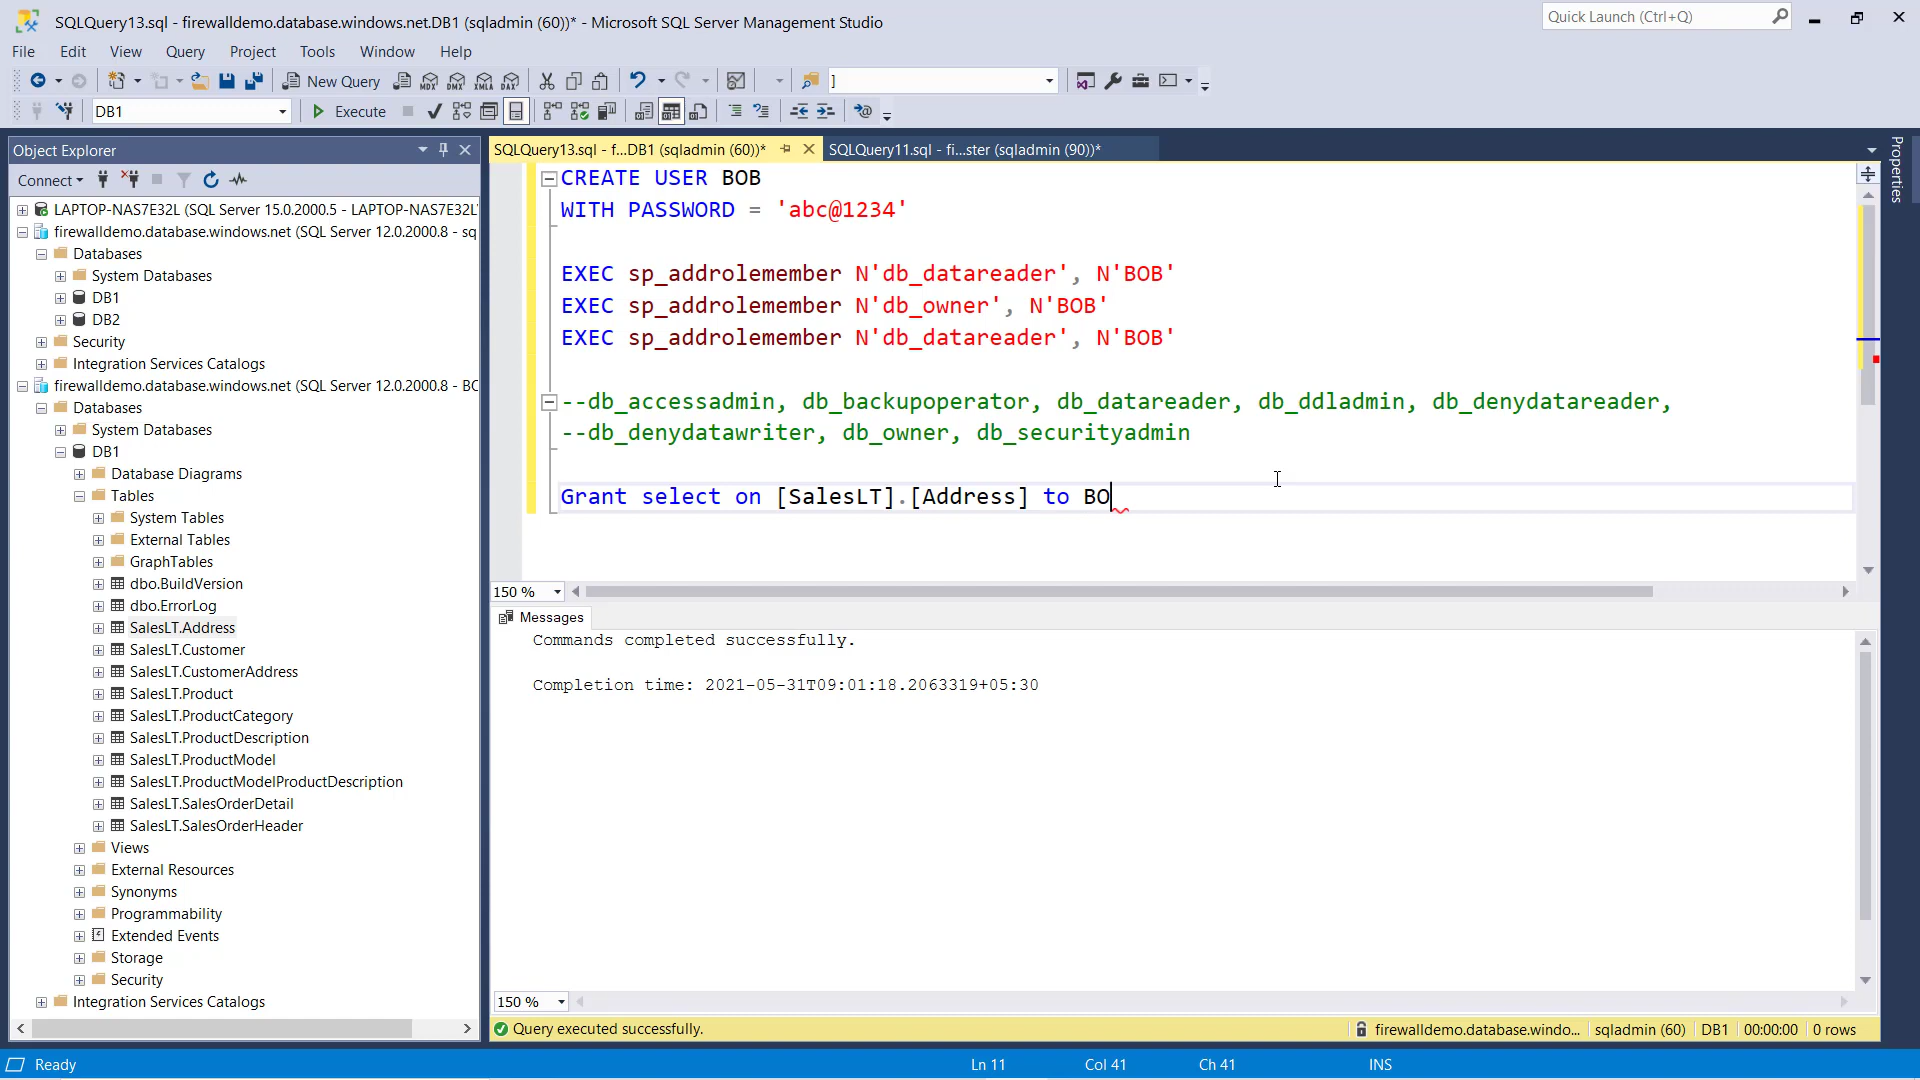 SQLQuery13.sql - firewalldemo.database.windows.net.DB1 (sqladmin (60))* - Microsoft SQL Server Management Studio
Quick Launch (Ctrl+Q)
File Edit View Query Project Tools Window Help
New Query
MDX DMX XMLA DAX
]
DB1
Execute
Object Explorer
Connect
LAPTOP-NAS7E32L (SQL Server 15.0.2000.5 - LAPTOP-NAS7E32L
firewalldemo.database.windows.net (SQL Server 12.0.2000.8 - sq
Databases
System Databases
DB1
DB2
Security
Integration Services Catalogs
firewalldemo.database.windows.net (SQL Server 12.0.2000.8 - BO
Databases
System Databases
DB1
Database Diagrams
Tables
System Tables
External Tables
GraphTables
dbo.BuildVersion
dbo.ErrorLog
SalesLT.Address
SalesLT.Customer
SalesLT.CustomerAddress
SalesLT.Product
SalesLT.ProductCategory
SalesLT.ProductDescription
SalesLT.ProductModel
SalesLT.ProductModelProductDescription
SalesLT.SalesOrderDetail
SalesLT.SalesOrderHeader
Views
External Resources
Synonyms
Programmability
Extended Events
Storage
Security
Integration Services Catalogs
SQLQuery13.sql - f...DB1 (sqladmin (60))*
SQLQuery11.sql - fi...ster (sqladmin (90))*
Properties
CREATE USER BOB
WITH PASSWORD = 'abc@1234'
EXEC sp_addrolemember N'db_datareader', N'BOB'
EXEC sp_addrolemember N'db_owner', N'BOB'
EXEC sp_addrolemember N'db_datareader', N'BOB'
--db_accessadmin, db_backupoperator, db_datareader, db_ddladmin, db_denydatareader,
--db_denydatawriter, db_owner, db_securityadmin
Grant select on [SalesLT].[Address] to BO
150 %
Messages
Commands completed successfully.
Completion time: 2021-05-31T09:01:18.2063319+05:30
150 %
Query executed successfully.
firewalldemo.database.windo... sqladmin (60) DB1 00:00:00 0 rows
Ready
Ln 11 Col 41 Ch 41 INS